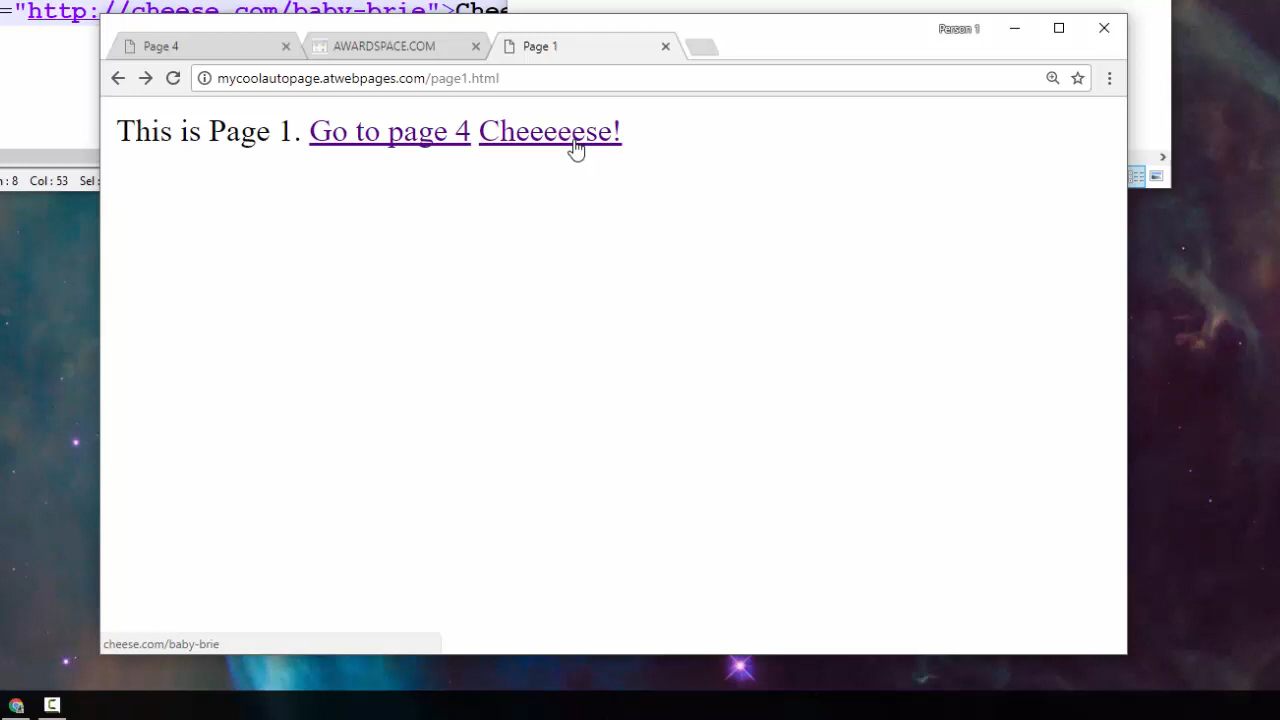 ="http://cheese.com/baby-brie">Chee
Person 1
Page 4
AWARDSPACE.COM
Page 1
mycoolautopage.atwebpages.com/page1.html
This is Page 1. Go to page 4 Cheeeeese!
n : 8 Col : 53 Sel :
cheese.com/baby-brie